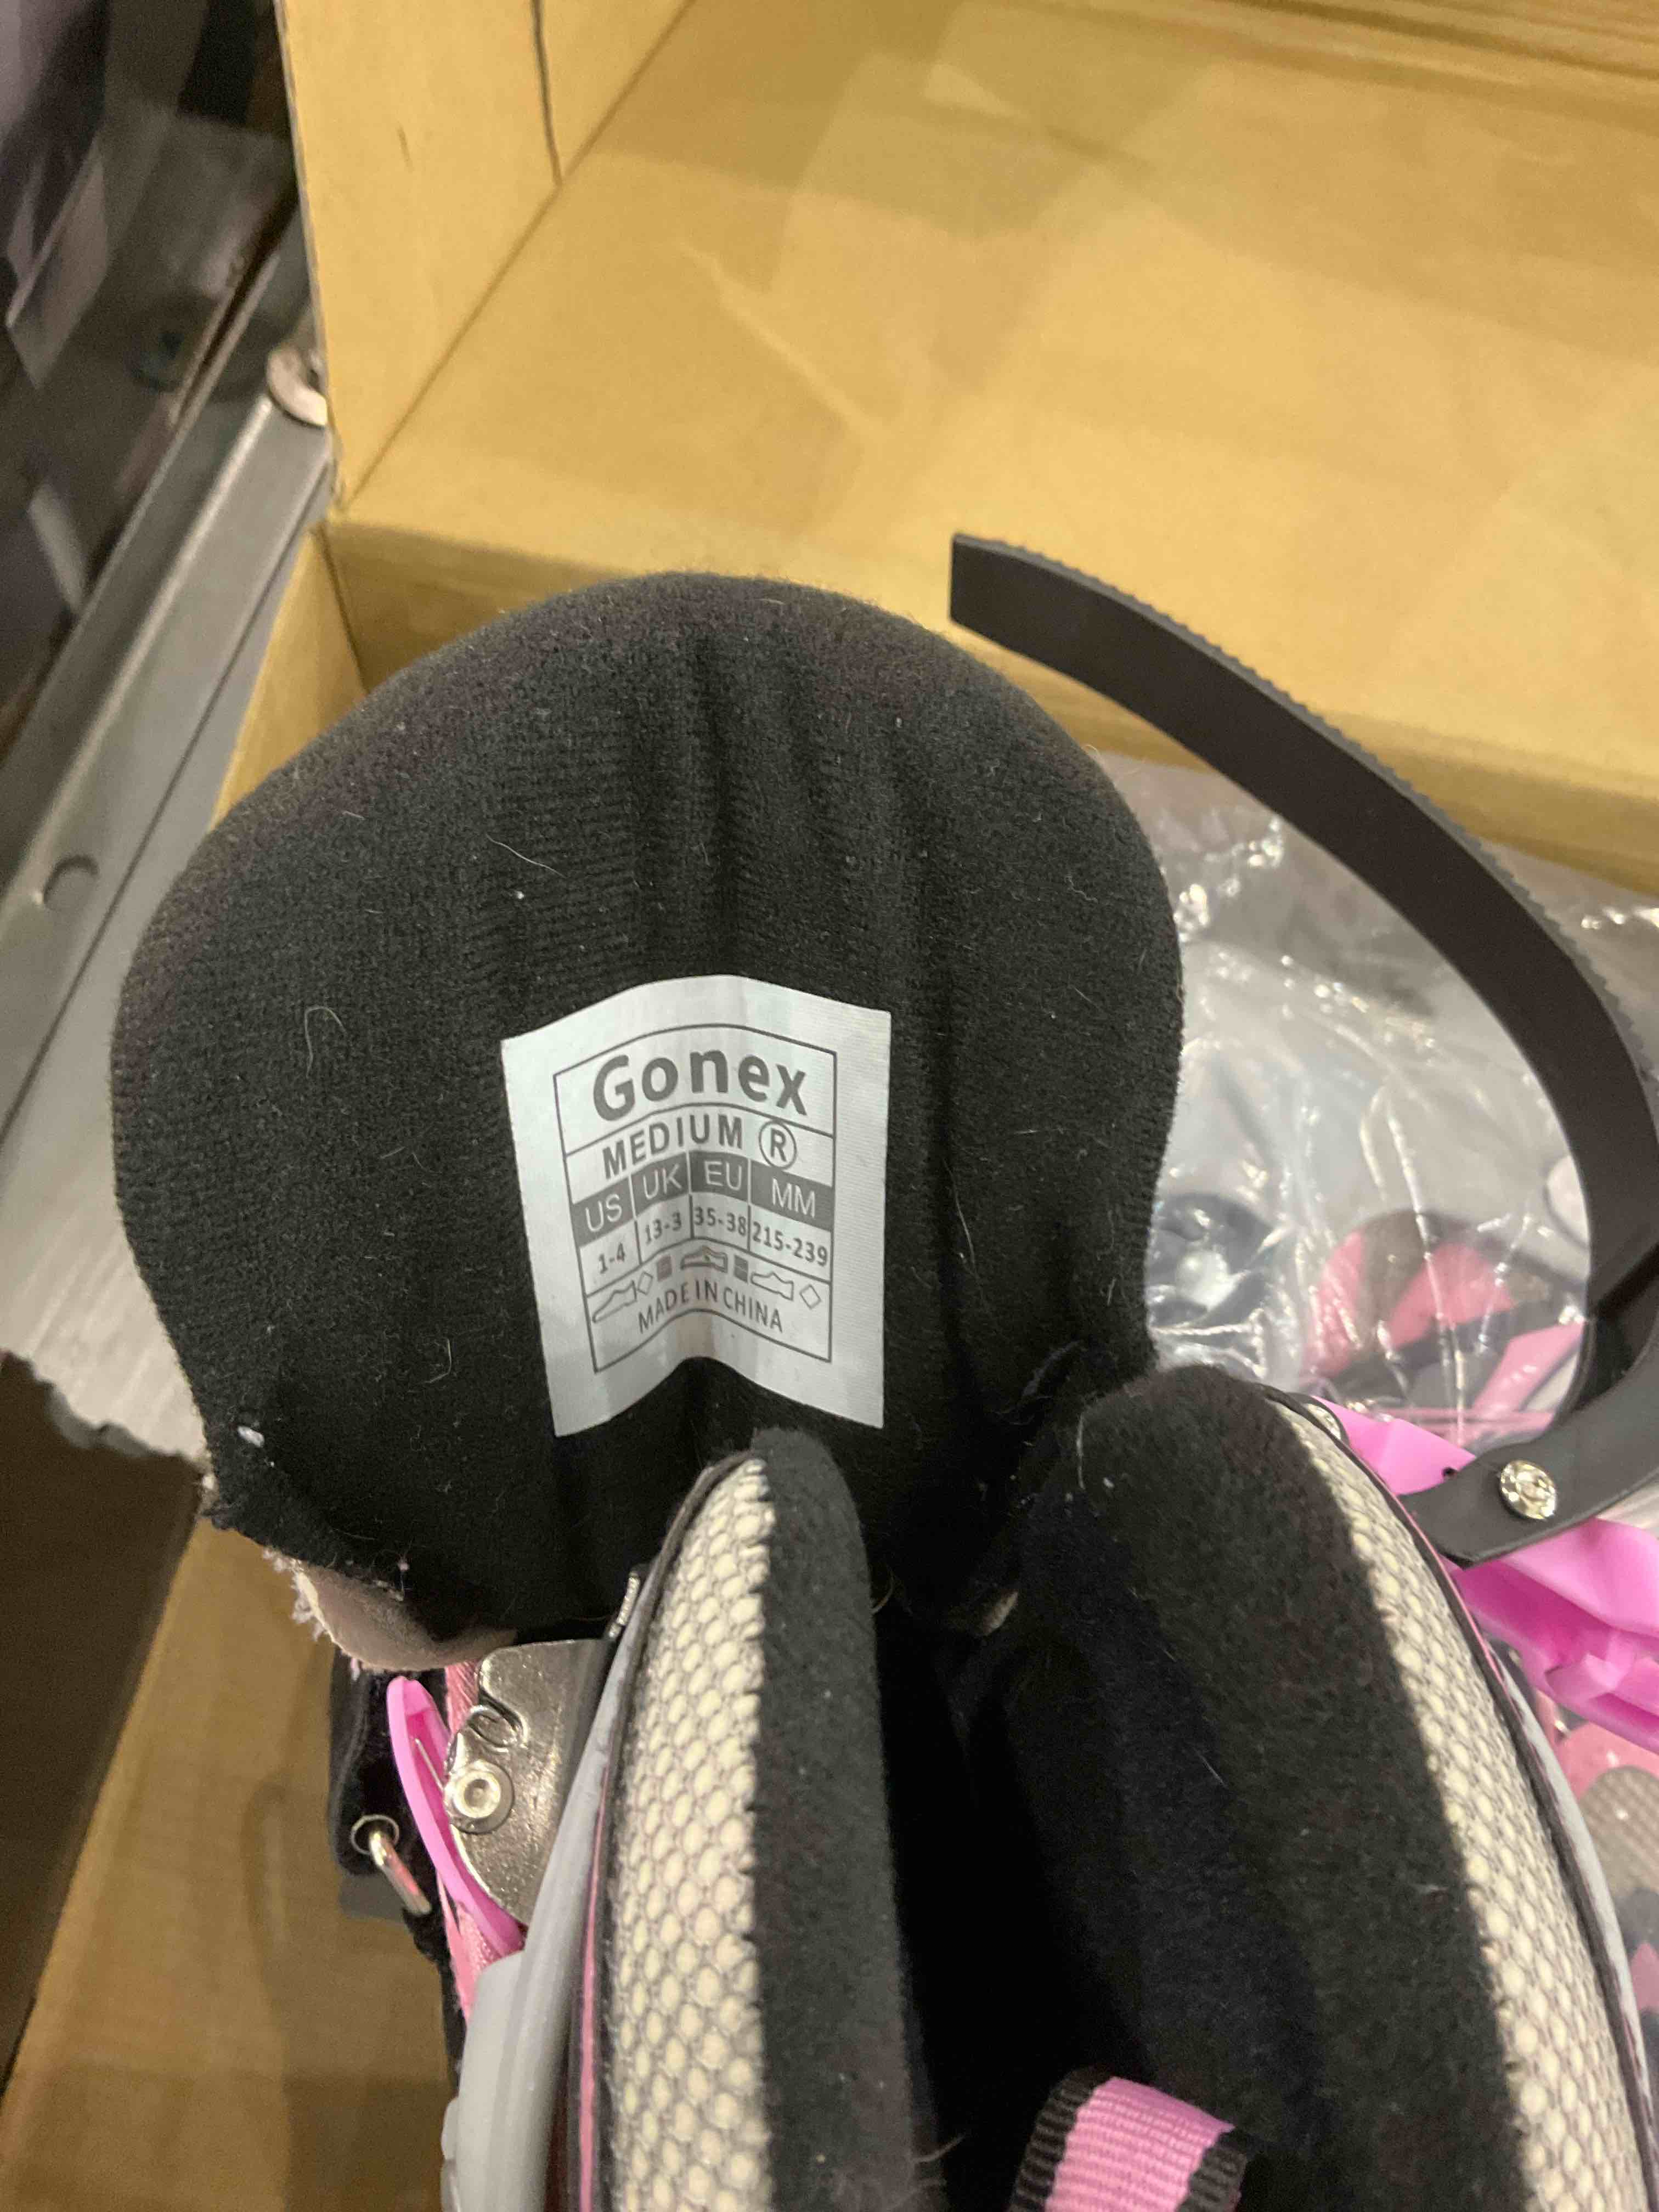 Gonex
MEDIUM R
US UK EU MM
1-4 13-3 35-38 215-239
MADE IN CHINA